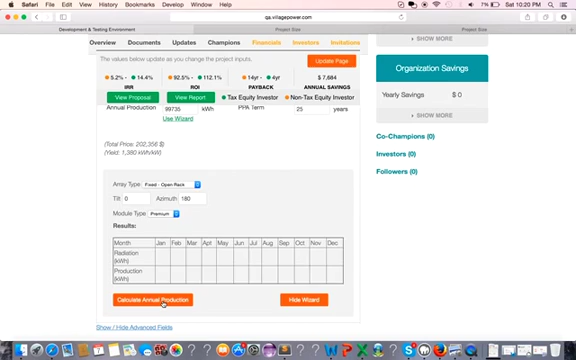 Safari File Edit View History Bookmarks Develop Window Help
7% Sat 10:20 PM
qa.villagepower.com
Development & Testing Environment
Project Size
Project Size
Overview Documents Updates Champions Financials Investors Invitations
The values below update as you change the project inputs.
Update Page
5.2% - 14.4%
92.5% - 112.1%
14yr - 4yr
$ 7,684
IRR
ROI
PAYBACK
ANNUAL SAVINGS
View Proposal
View Report
Tax Equity Investor
Non-Tax Equity Investor
Annual Production 89735 kWh
PPA Term 25 years
Use Wizard
(Total Price: 202,356 $)
(Yield: 1,380 kWh/kW)
Array Type: Fixed - Open Rack
Tilt 0 Azimuth 180
Module Type: Premium
Results:
Month Jan Feb Mar Apr May Jun Jul Aug Sep Oct Nov Dec
Radiation
(kWh)
Production
(kWh)
Calculate Annual Production
Hide Wizard
Show / Hide Advanced Fields
SHOW MORE
Organization Savings
Yearly Savings $ 0
SHOW MORE
Co-Champions (0)
Investors (0)
Followers (0)